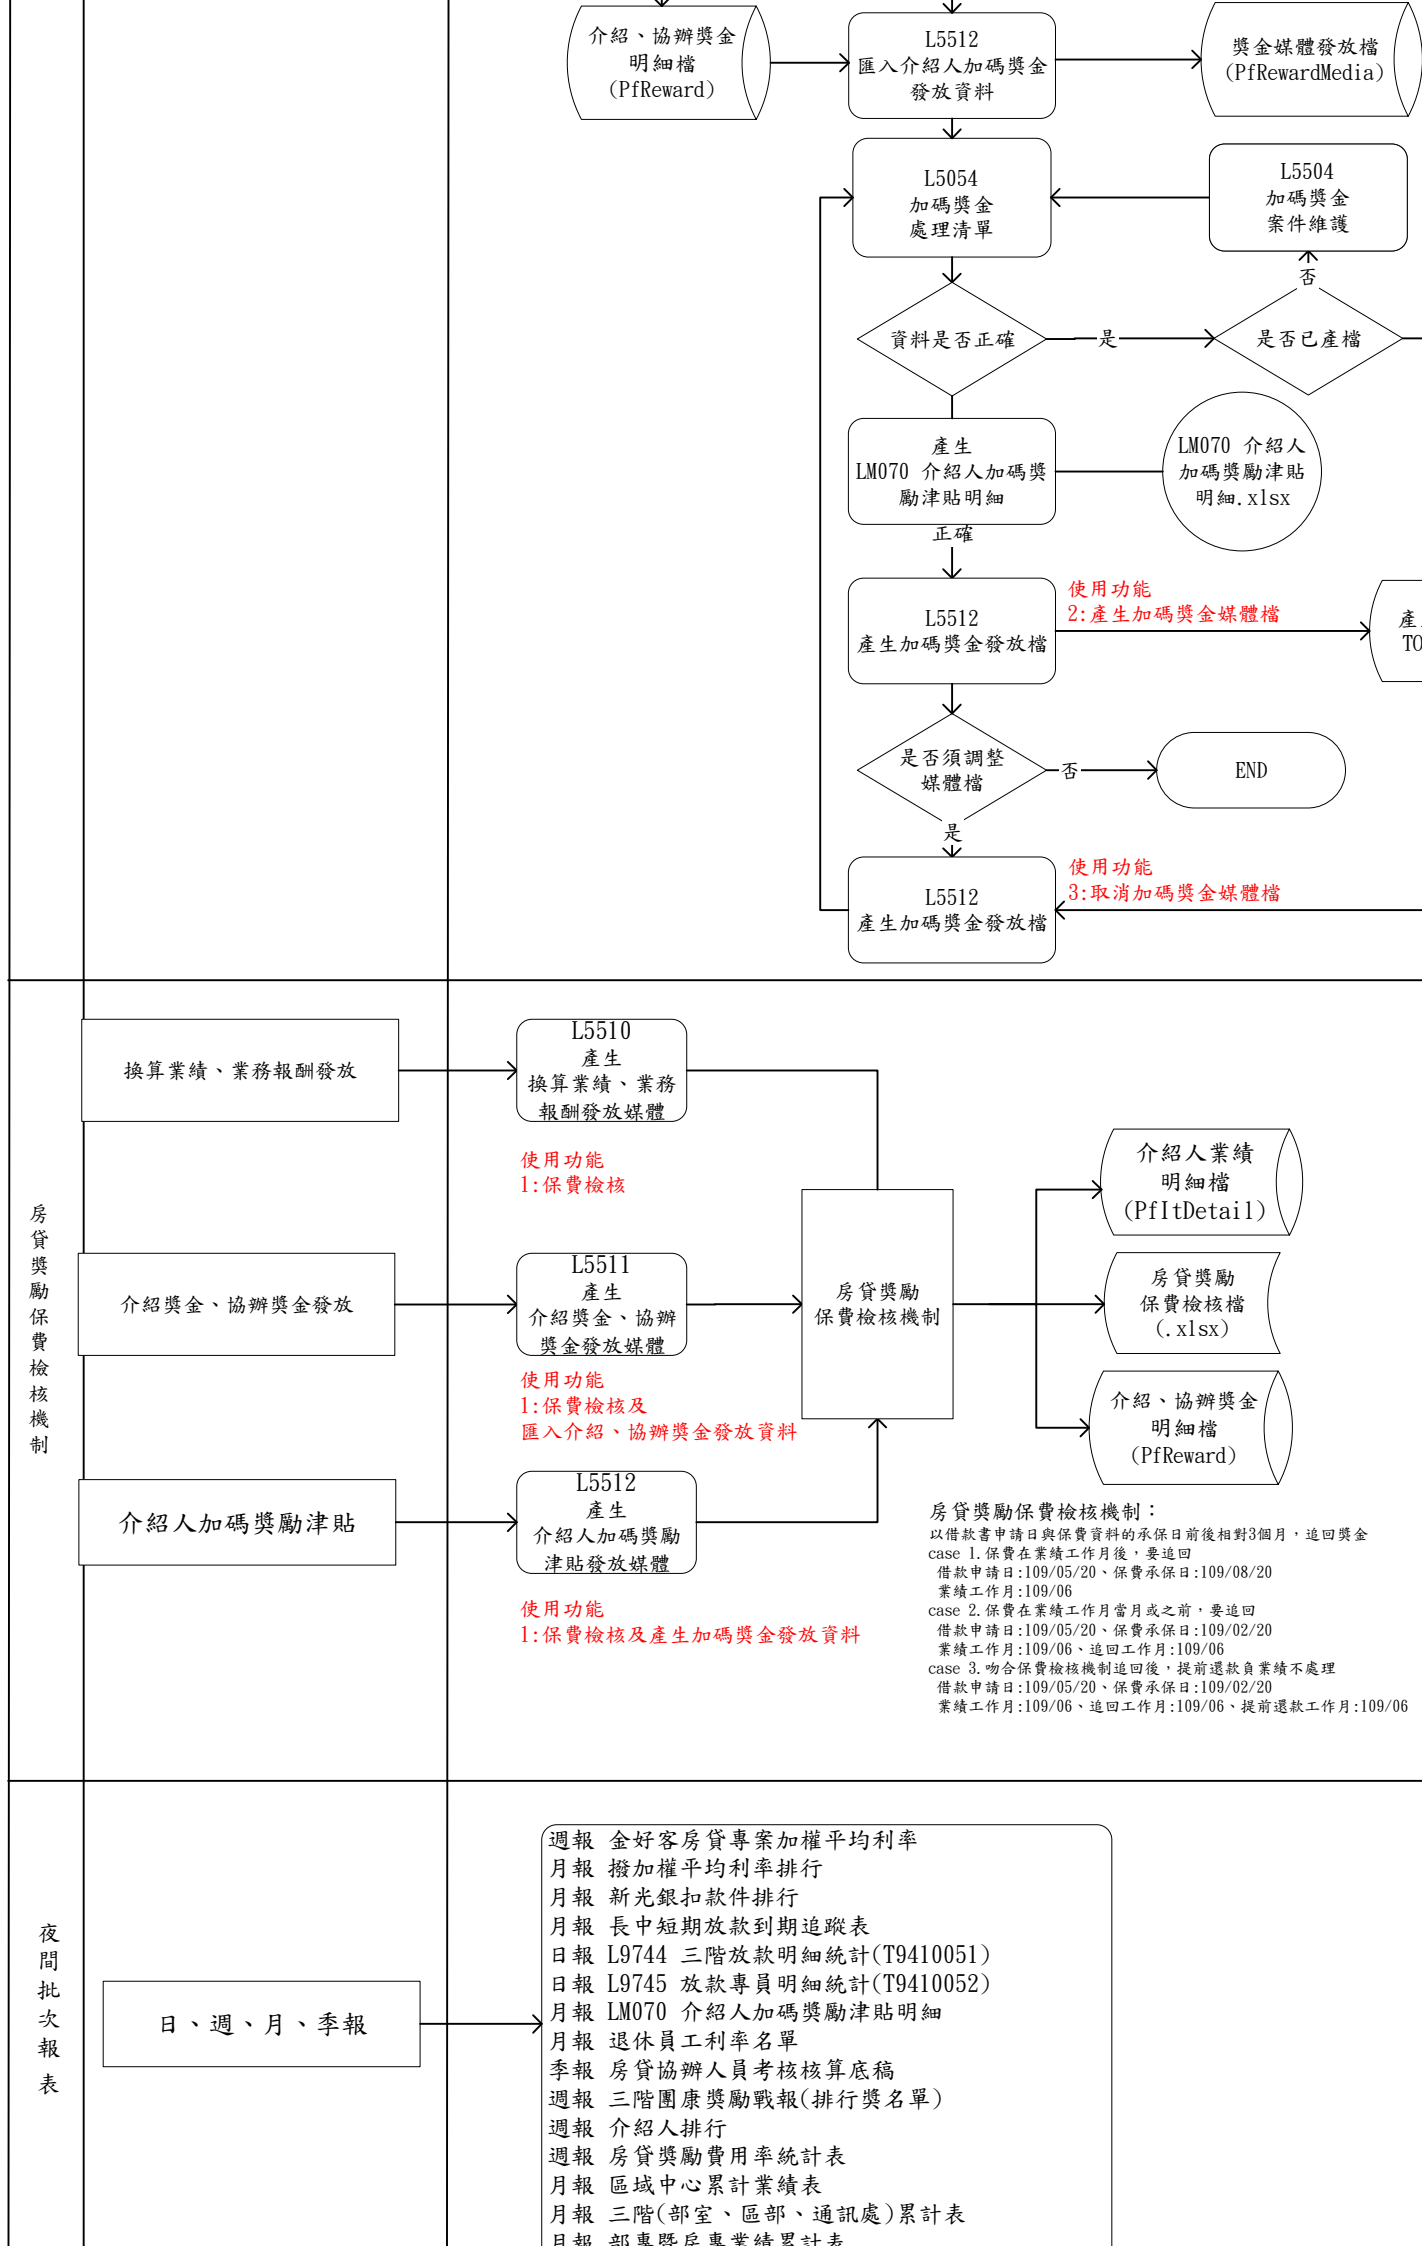 介紹、協辦獎金
明細檔
(PfReward)
L5512
匯入介紹人加碼獎金
發放資料
獎金媒體發放檔
(PfRewardMedia)
L5054
加碼獎金
處理清單
L5504
加碼獎金
案件維護
否
資料是否正確
是
是否已產檔
產生
LM070 介紹人加碼獎
勵津貼明細
LM070 介紹人
加碼獎勵津貼
明細.xlsx
正確
L5512
產生加碼獎金發放檔
使用功能
2:產生加碼獎金媒體檔
產
TO
是否須調整
媒體檔
否
END
是
L5512
產生加碼獎金發放檔
使用功能
3:取消加碼獎金媒體檔
房貸獎勵保費檢核機制
換算業績、業務報酬發放
L5510
產生
換算業績、業務
報酬發放媒體
使用功能
1:保費檢核
介紹獎金、協辦獎金發放
L5511
產生
介紹獎金、協辦
獎金發放媒體
使用功能
1:保費檢核及
匯入介紹、協辦獎金發放資料
介紹人加碼獎勵津貼
L5512
產生
介紹人加碼獎勵
津貼發放媒體
使用功能
1:保費檢核及產生加碼獎金發放資料
房貸獎勵
保費檢核機制
介紹人業績
明細檔
(PfItDetail)
房貸獎勵
保費檢核檔
(.xlsx)
介紹、協辦獎金
明細檔
(PfReward)
房貸獎勵保費檢核機制：
以借款書申請日與保費資料的承保日前後相對3個月，追回獎金
case 1.保費在業績工作月後，要追回
借款申請日:109/05/20、保費承保日:109/08/20
業績工作月:109/06
case 2.保費在業績工作月當月或之前，要追回
借款申請日:109/05/20、保費承保日:109/02/20
業績工作月:109/06、追回工作月:109/06
case 3.吻合保費檢核機制追回後，提前還款負業績不處理
借款申請日:109/05/20、保費承保日:109/02/20
業績工作月:109/06、追回工作月:109/06、提前還款工作月:109/06
夜間批次報表
日、週、月、季報
週報 金好客房貸專案加權平均利率
月報 撥加權平均利率排行
月報 新光銀扣款件排行
月報 長中短期放款到期追蹤表
日報 L9744 三階放款明細統計(T9410051)
日報 L9745 放款專員明細統計(T9410052)
月報 LM070 介紹人加碼獎勵津貼明細
月報 退休員工利率名單
季報 房貸協辦人員考核核算底稿
週報 三階團康獎勵戰報(排行獎名單)
週報 介紹人排行
週報 房貸獎勵費用率統計表
月報 區域中心累計業績表
月報 三階(部室、區部、通訊處)累計表
月報 部專暨房專業績累計表